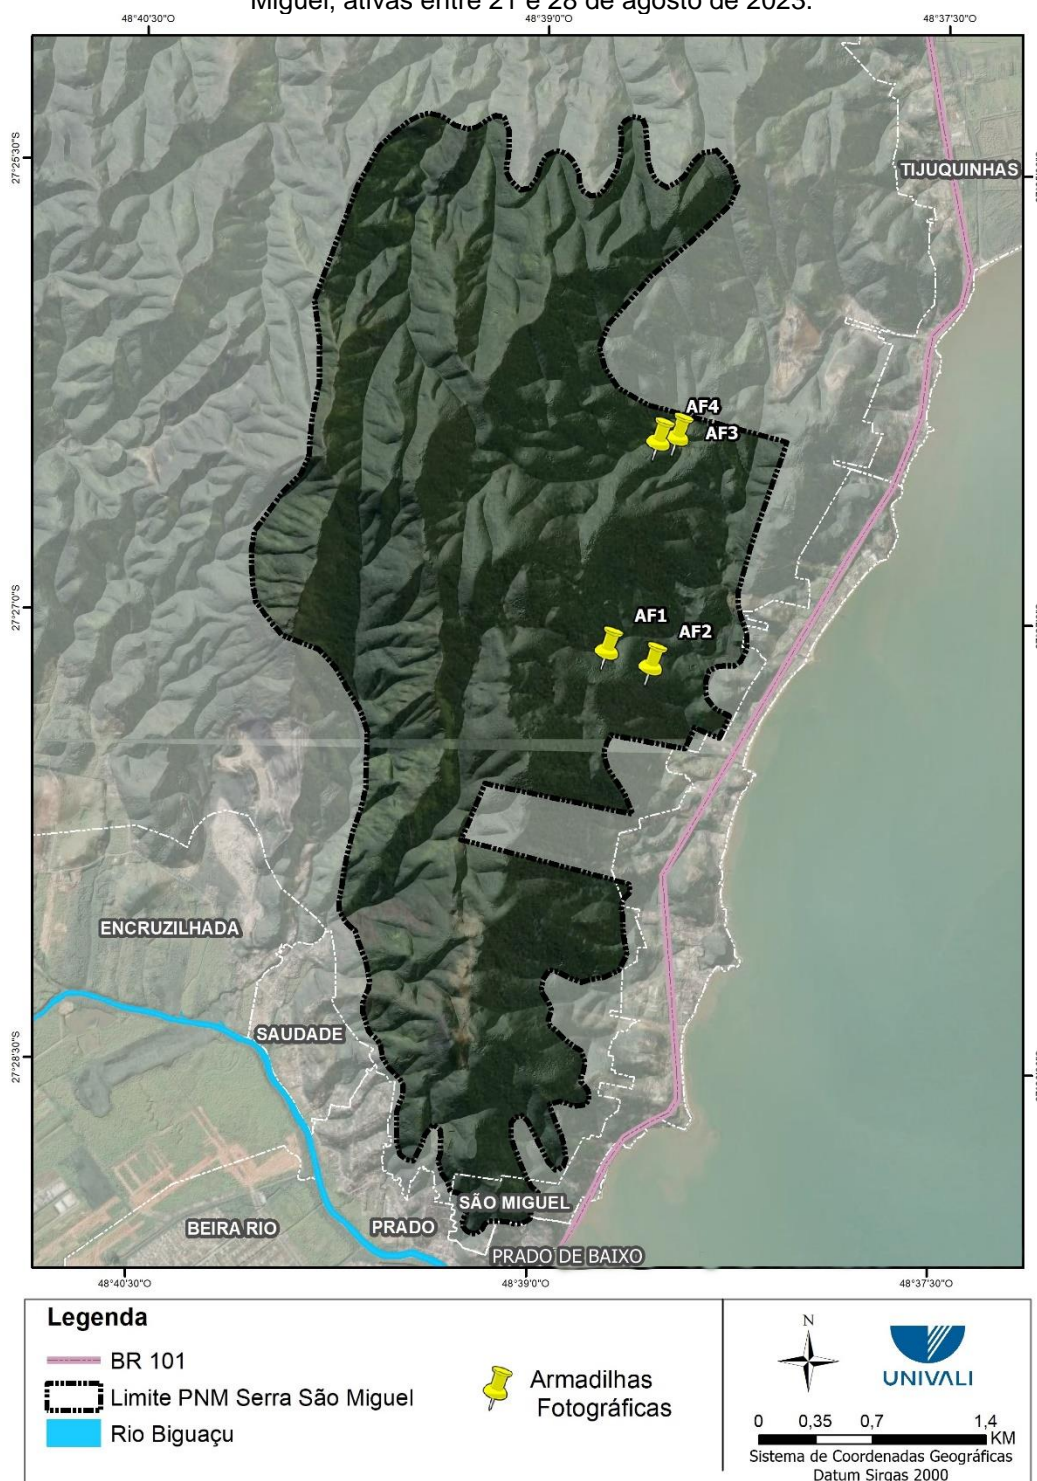 Miguel, ativas entre 21 e 28 de agosto de 2023.
48°40'30"O
48°39'0"O
48°37'30"O
27°25'30"S
TIJUQUINHAS
AF4
AF3
27°27'0"S
AF1
AF2
ENCRUZILHADA
SAUDADE
27°28'30"S
SÃO MIGUEL
BEIRA RIO
PRADO
PRADO DE BAIXO
48°40'30"O
48°39'0"O
48°37'30"O
Legenda
BR 101
Limite PNM Serra São Miguel
Rio Biguaçu
Armadilhas
Fotográficas
N
UNIVALI
0 0,35 0,7 1,4
KM
Sistema de Coordenadas Geográficas
Datum Sirgas 2000